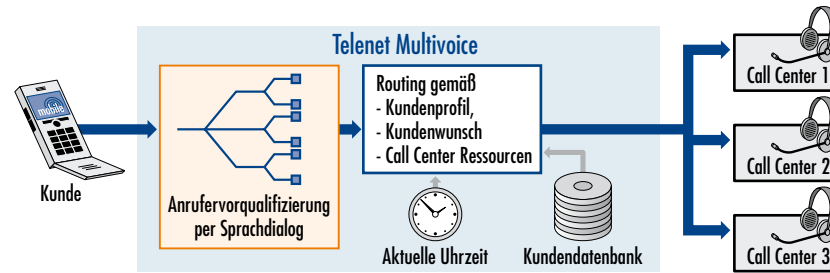 Telenet Multivoice
mobile
Kunde
Anrufervorqualifizierung
per Sprachdialog
Routing gemäß
- Kundenprofil,
- Kundenwunsch
- Call Center Ressourcen
Aktuelle Uhrzeit
Kundendatenbank
Call Center 1
Call Center 2
Call Center 3